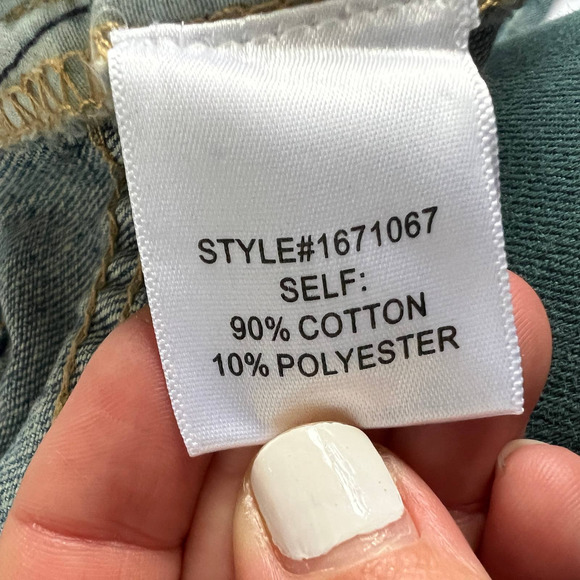 STYLE#1671067
SELF:
90% COTTON
10% POLYESTER